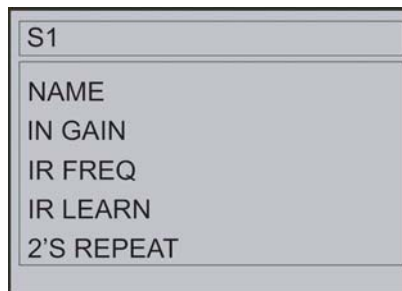 S1
NAME
IN GAIN
IR FREQ
IR LEARN
2'S REPEAT